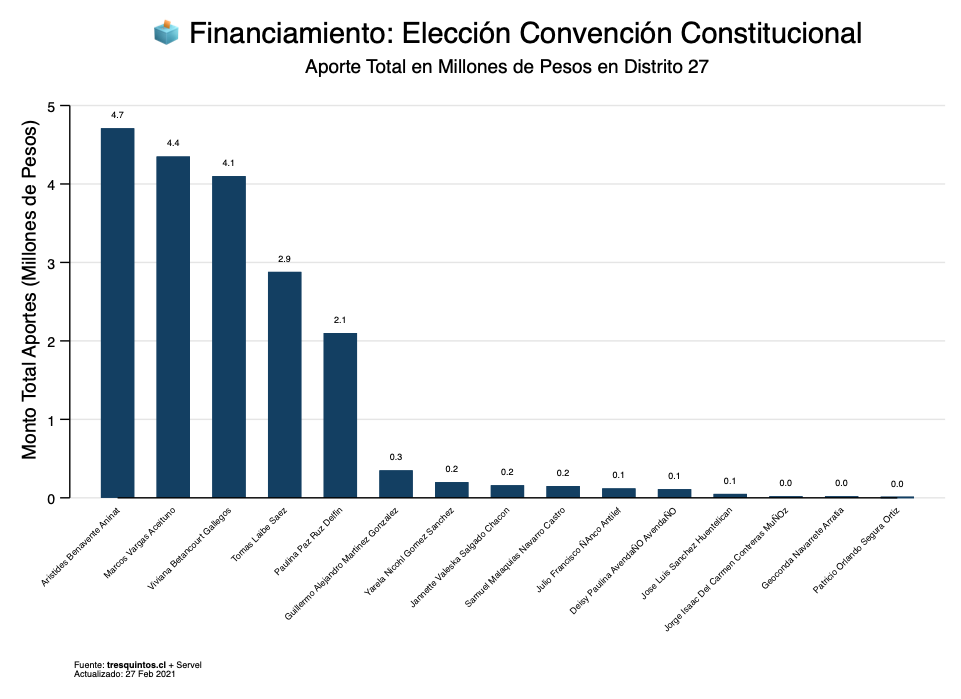 Financiamiento: Elección Convención Constitucional
Aporte Total en Millones de Pesos en Distrito 27
Monto Total Aportes (Millones de Pesos)
5
4
3
2
1
0
4.7
4.4
4.1
2.9
2.1
0.3
0.2
0.2
0.2
0.1
0.1
0.1
0.0
0.0
0.0
Aristides Benavente Aninat
Marcos Vargas Aceituno
Viviana Betancourt Gallegos
Tomas Laibe Saez
Paulina Paz Ruz Delfin
Guillermo Alejandro Martinez Gonzalez
Yarela Nicohl Gomez Sanchez
Jannette Valeska Salgado Chacon
Samuel Malaquias Navarro Castro
Julio Francisco ÑAnco Antilef
Deisy Paulina AvendaÑO AvendaÑO
Jose Luis Sanchez Huentelican
Jorge Isaac Del Carmen Contreras MuÑOz
Geoconda Navarrete Arratia
Patricio Orlando Segura Ortiz
Fuente: tresquintos.cl + Servel
Actualizado: 27 Feb 2021